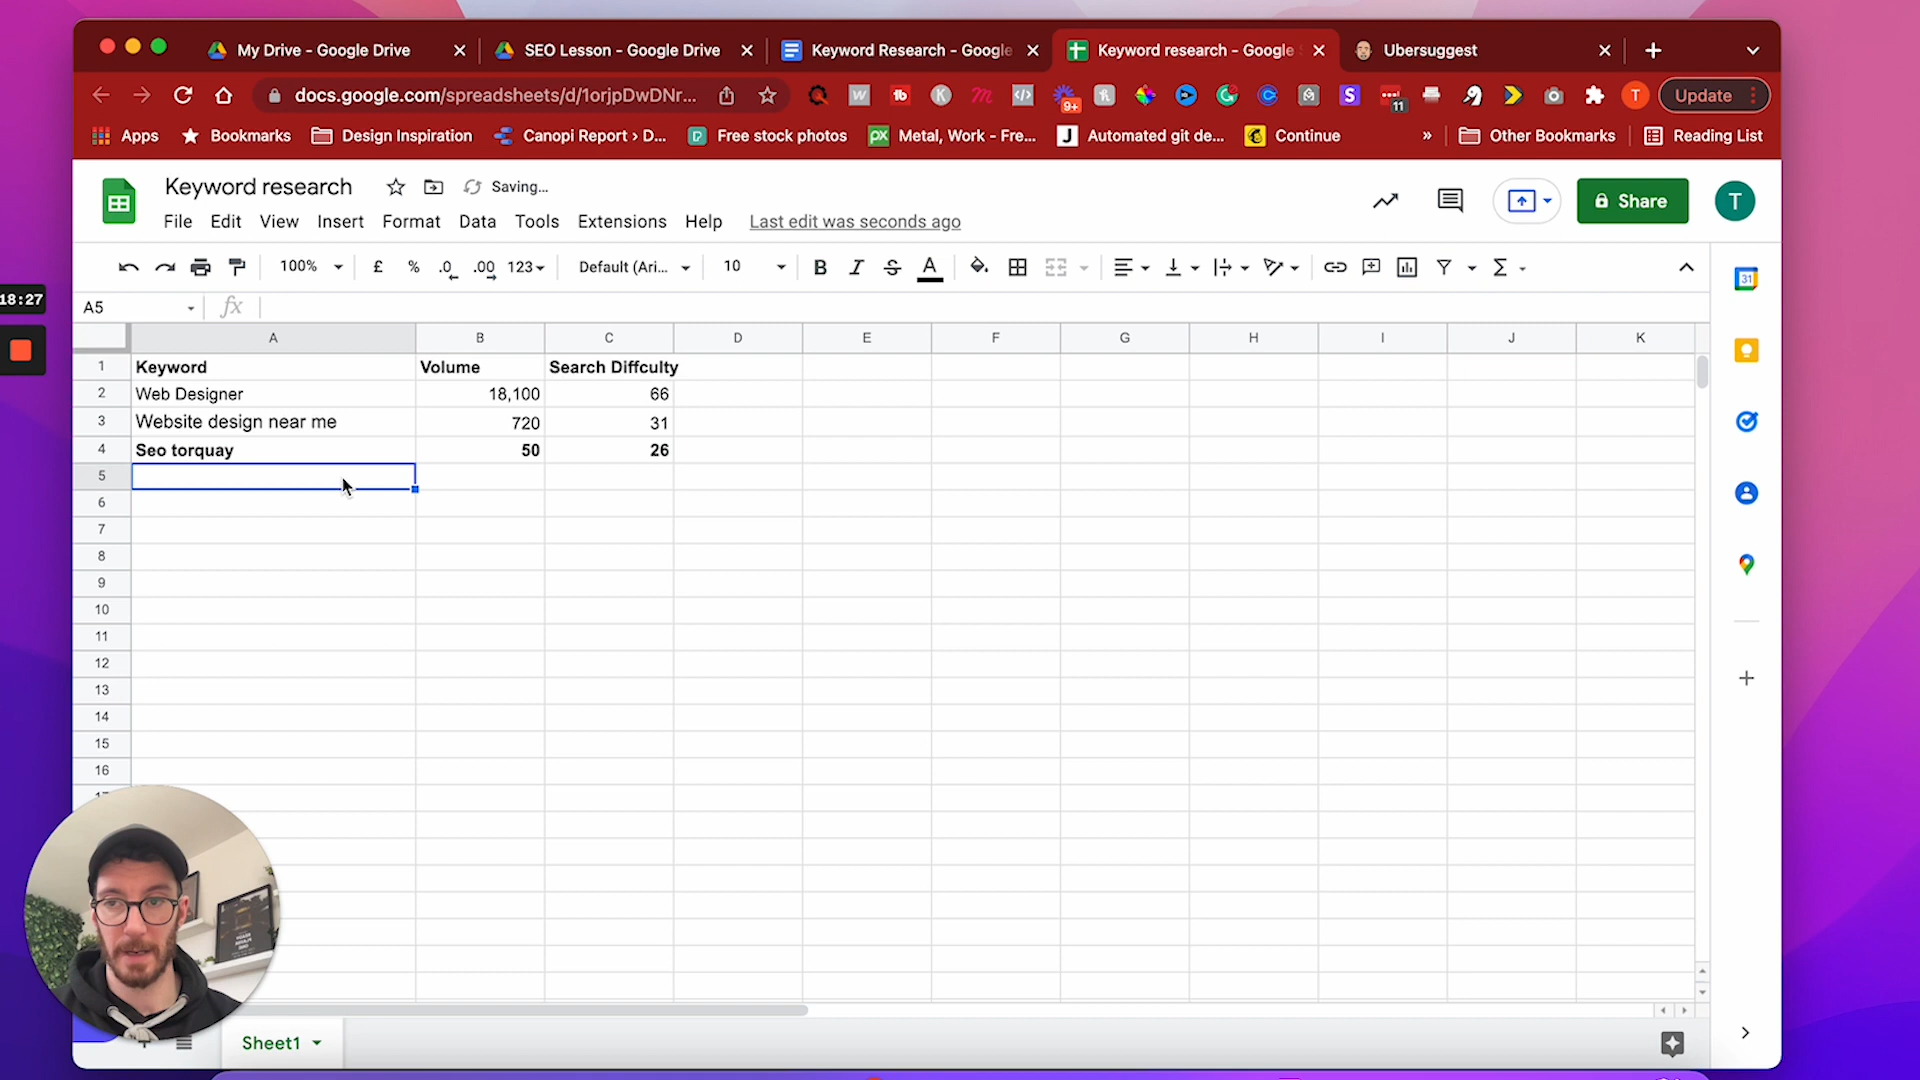 My Drive - Google Drive
SEO Lesson - Google Drive
Keyword Research - Google
Keyword research - Google S
Ubersuggest
docs.google.com/spreadsheets/d/1orjpDwDNr...
9+
11
T
Update
Apps
Bookmarks
Design Inspiration
Canopi Report › D...
Free stock photos
Metal, Work - Fre...
Automated git de...
Continue
»
Other Bookmarks
Reading List
Keyword research
Saving...
Share
T
File Edit View Insert Format Data Tools Extensions Help
Last edit was seconds ago
100% £ % .0 .00 123 Default (Ari... 10 B I S A Σ
18:27
A5
fx
A B C D E F G H I J K
1 Keyword Volume Search Diffculty
2 Web Designer 18,100 66
3 Website design near me 720 31
4 Seo torquay 50 26
5
6
7
8
9
10
11
12
13
14
15
16
Sheet1